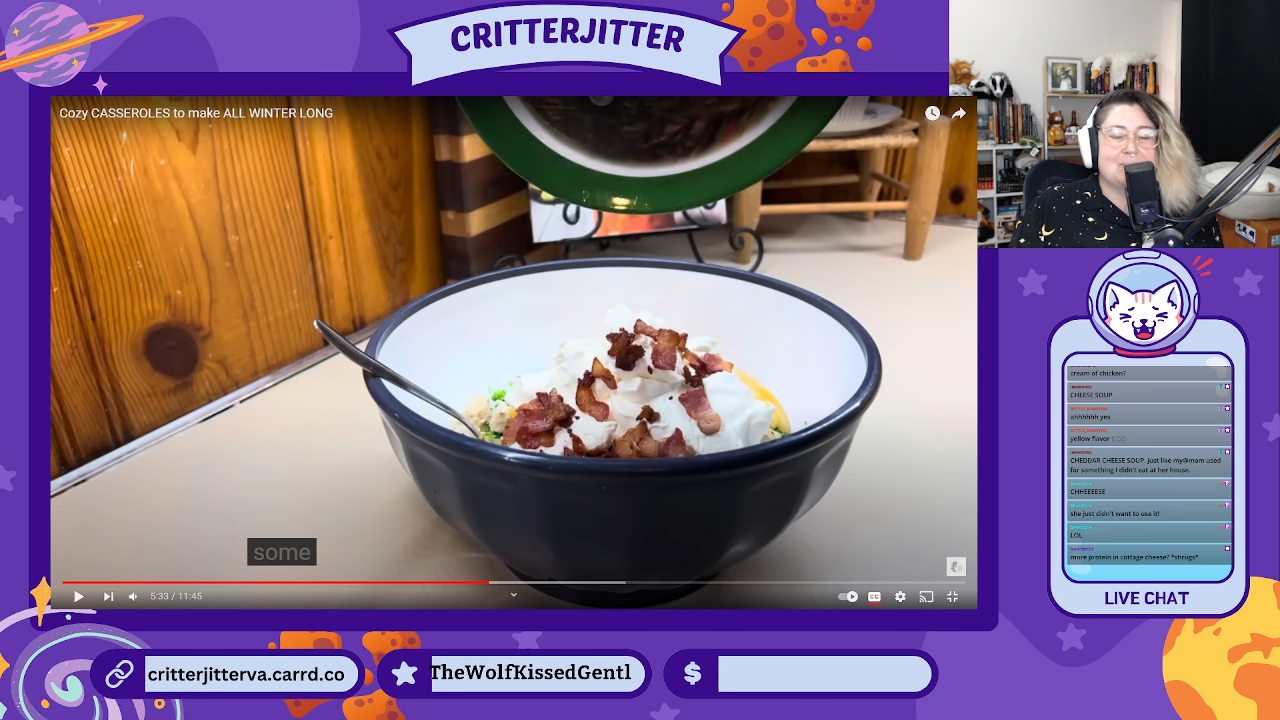 CRITTERJITTER
Cozy CASSEROLES to make ALL WINTER LONG
some
5:33 / 11:45
CC
cream of chicken?
CHEESE SOUP
ahhhhhh yes
yellow flavor
CHEDDAR CHEESE SOUP. just like my@mom used
for something I didn't eat at her house.
CHHEEEESE
she just didn't want to use it!
LOL
more protein in cottage cheese? *shrugs*
LIVE CHAT
critterjitterva.carrd.co
TheWolfKissedGentl
$